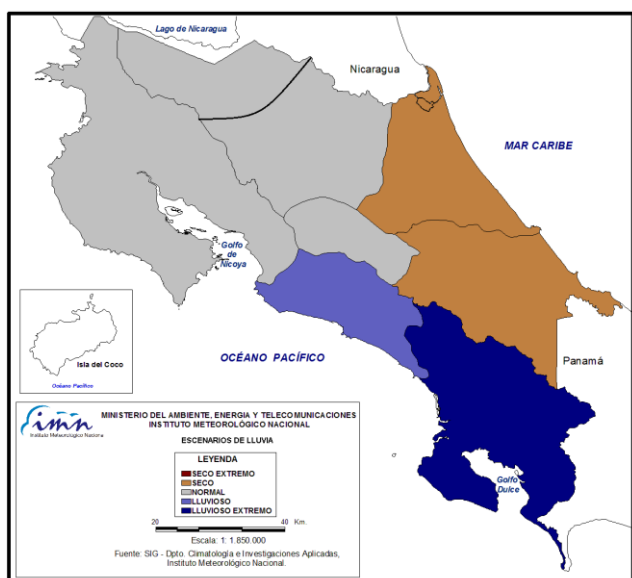 Lago de Nicaragua
Nicaragua
MAR CARIBE
Golfo
de
Nicoya
Isla del Coco
Océano Pacífico
OCÉANO PACÍFICO
Panamá
Golfo
Dulce
imn
Instituto Meteorológico Nacional
MINISTERIO DEL AMBIENTE, ENERGIA Y TELECOMUNICACIONES
INSTITUTO METEOROLÓGICO NACIONAL
ESCENARIOS DE LLUVIA
LEYENDA
SECO EXTREMO
SECO
NORMAL
LLUVIOSO
LLUVIOSO EXTREMO
20 0 40 Km.
Escala: 1: 1.850.000
Fuente: SIG - Dpto. Climatología e Investigaciones Aplicadas,
Instituto Meteorológico Nacional.